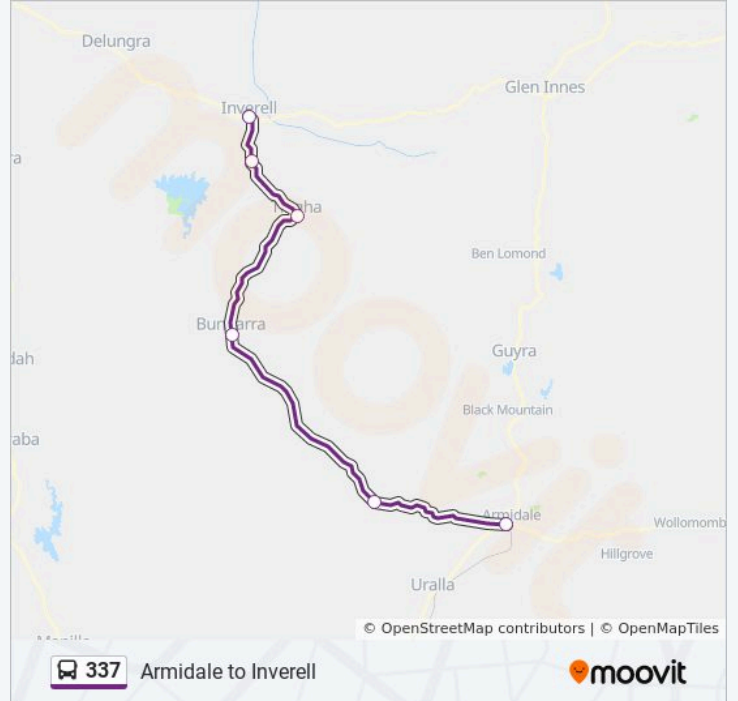 Delungra
Inverell
Glen Innes
Ben Lomond
Guyra
Black Mountain
Armidale
Wollomomb
Hillgrove
Uralla
© OpenStreetMap contributors | © OpenMapTiles
337 Armidale to Inverell
moovit